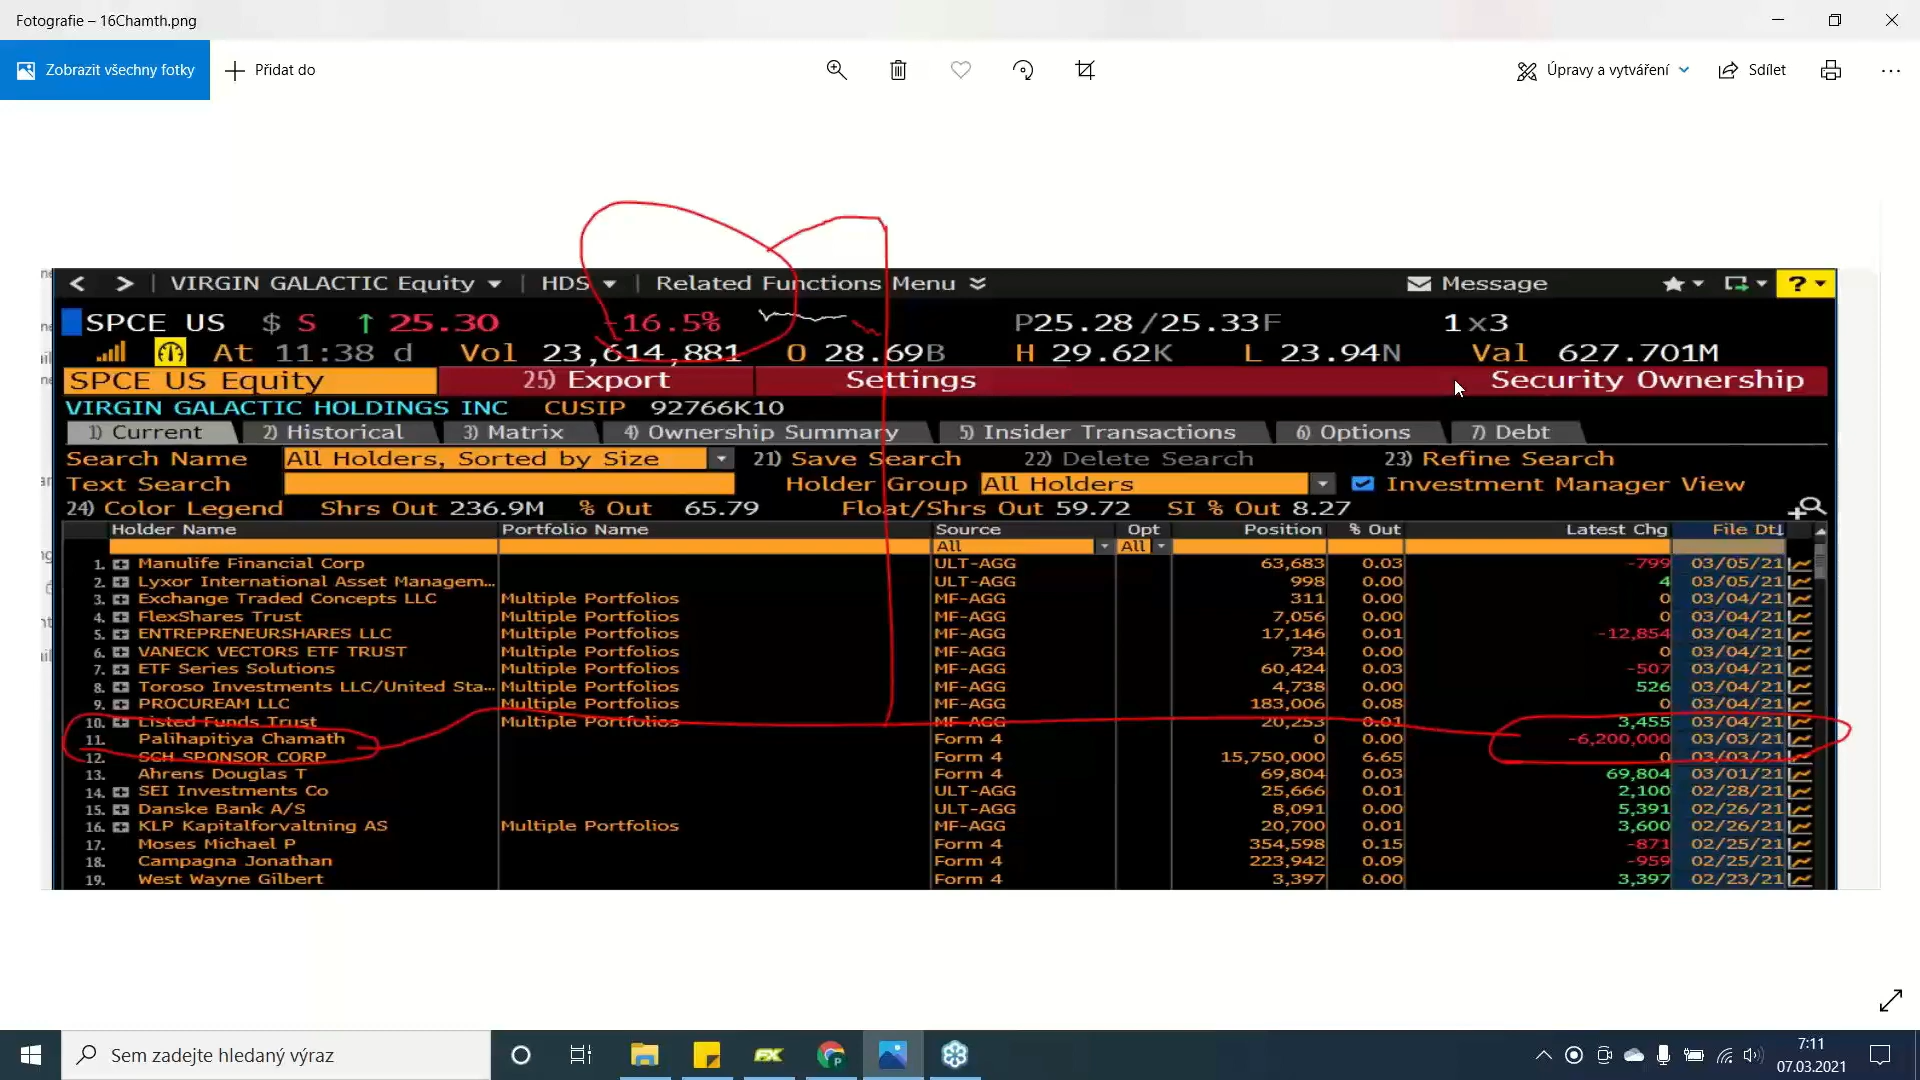 Fotografie – 16Chamth.png
Zobrazit všechny fotky
Přidat do
Úpravy a vytváření
Sdílet
VIRGIN GALACTIC Equity | HDS | Related Functions Menu Message ?
SPCE US $ S ↑ 25.30 -16.5% P25.28/25.33F 1x3
At 11:38 d Vol 23,614,881 O 28.69B H 29.62K L 23.94N Val 627.701M
SPCE US Equity 25) Export Settings Security Ownership
VIRGIN GALACTIC HOLDINGS INC CUSIP 92766K10
1) Current 2) Historical 3) Matrix 4) Ownership Summary 5) Insider Transactions 6) Options 7) Debt
Search Name All Holders, Sorted by Size 21) Save Search 22) Delete Search 23) Refine Search
Text Search Holder Group All Holders Investment Manager View
24) Color Legend Shrs Out 236.9M % Out 65.79 Float/Shrs Out 59.72 SI % Out 8.27
Holder Name Portfolio Name Source Opt Position % Out Latest Chg File Dt↓
All All
1. Manulife Financial Corp ULT-AGG 63,683 0.03 -799 03/05/21
2. Lyxor International Asset Managem... ULT-AGG 998 0.00 4 03/05/21
3. Exchange Traded Concepts LLC Multiple Portfolios MF-AGG 311 0.00 0 03/04/21
4. FlexShares Trust Multiple Portfolios MF-AGG 7,056 0.00 0 03/04/21
5. ENTREPRENEURSHARES LLC Multiple Portfolios MF-AGG 17,146 0.01 -12,854 03/04/21
6. VANECK VECTORS ETF TRUST Multiple Portfolios MF-AGG 734 0.00 0 03/04/21
7. ETF Series Solutions Multiple Portfolios MF-AGG 60,424 0.03 -507 03/04/21
8. Toroso Investments LLC/United Sta... Multiple Portfolios MF-AGG 4,738 0.00 526 03/04/21
9. PROCUREAM LLC Multiple Portfolios MF-AGG 183,006 0.08 0 03/04/21
10. Listed Funds Trust Multiple Portfolios MF-AGG 20,253 0.01 3,455 03/04/21
11. Palihapitiya Chamath Form 4 0 0.00 -6,200,000 03/03/21
12. SCH SPONSOR CORP Form 4 15,750,000 6.65 0 03/03/21
13. Ahrens Douglas T Form 4 69,804 0.03 69,804 03/01/21
14. SEI Investments Co ULT-AGG 25,666 0.01 2,100 02/28/21
15. Danske Bank A/S ULT-AGG 8,091 0.00 5,391 02/26/21
16. KLP Kapitalforvaltning AS Multiple Portfolios MF-AGG 20,700 0.01 3,600 02/26/21
17. Moses Michael P Form 4 354,598 0.15 -871 02/25/21
18. Campagna Jonathan Form 4 223,942 0.09 -959 02/25/21
19. West Wayne Gilbert Form 4 3,397 0.00 3,397 02/23/21
Sem zadejte hledaný výraz
FX
7:11
07.03.2021